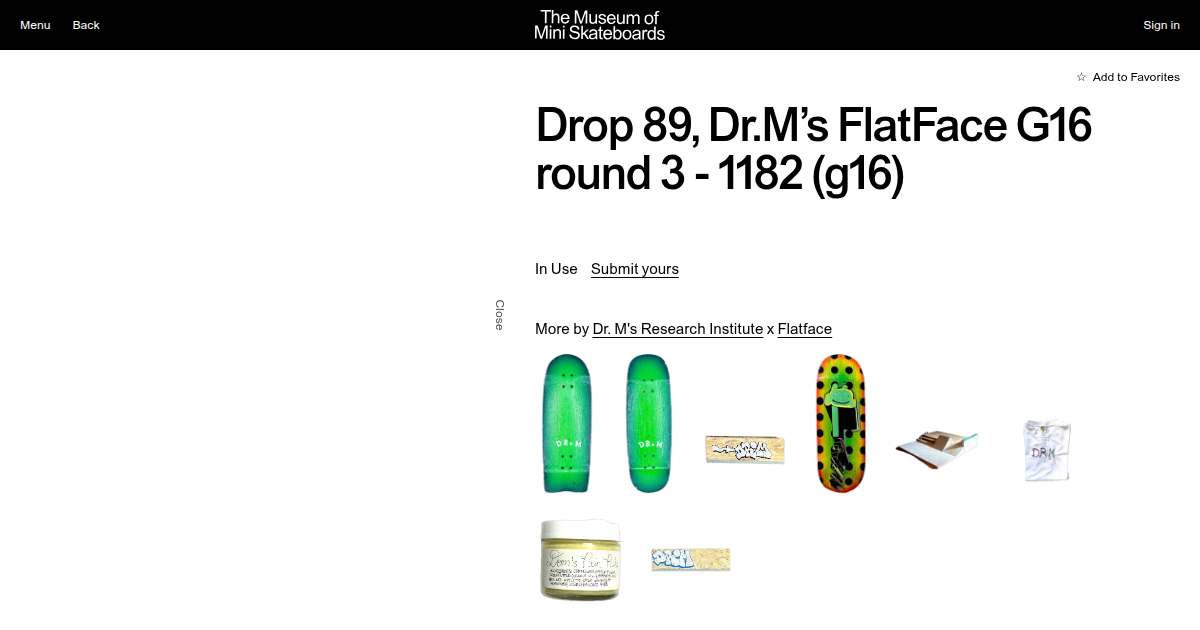 Menu
Back
The Museum of
Mini Skateboards
Sign in
☆ Add to Favorites
Drop 89, Dr.M’s FlatFace G16
round 3 - 1182 (g16)
In Use Submit yours
Close
More by Dr. M's Research Institute x Flatface
DR.M
DR.M
DR.M